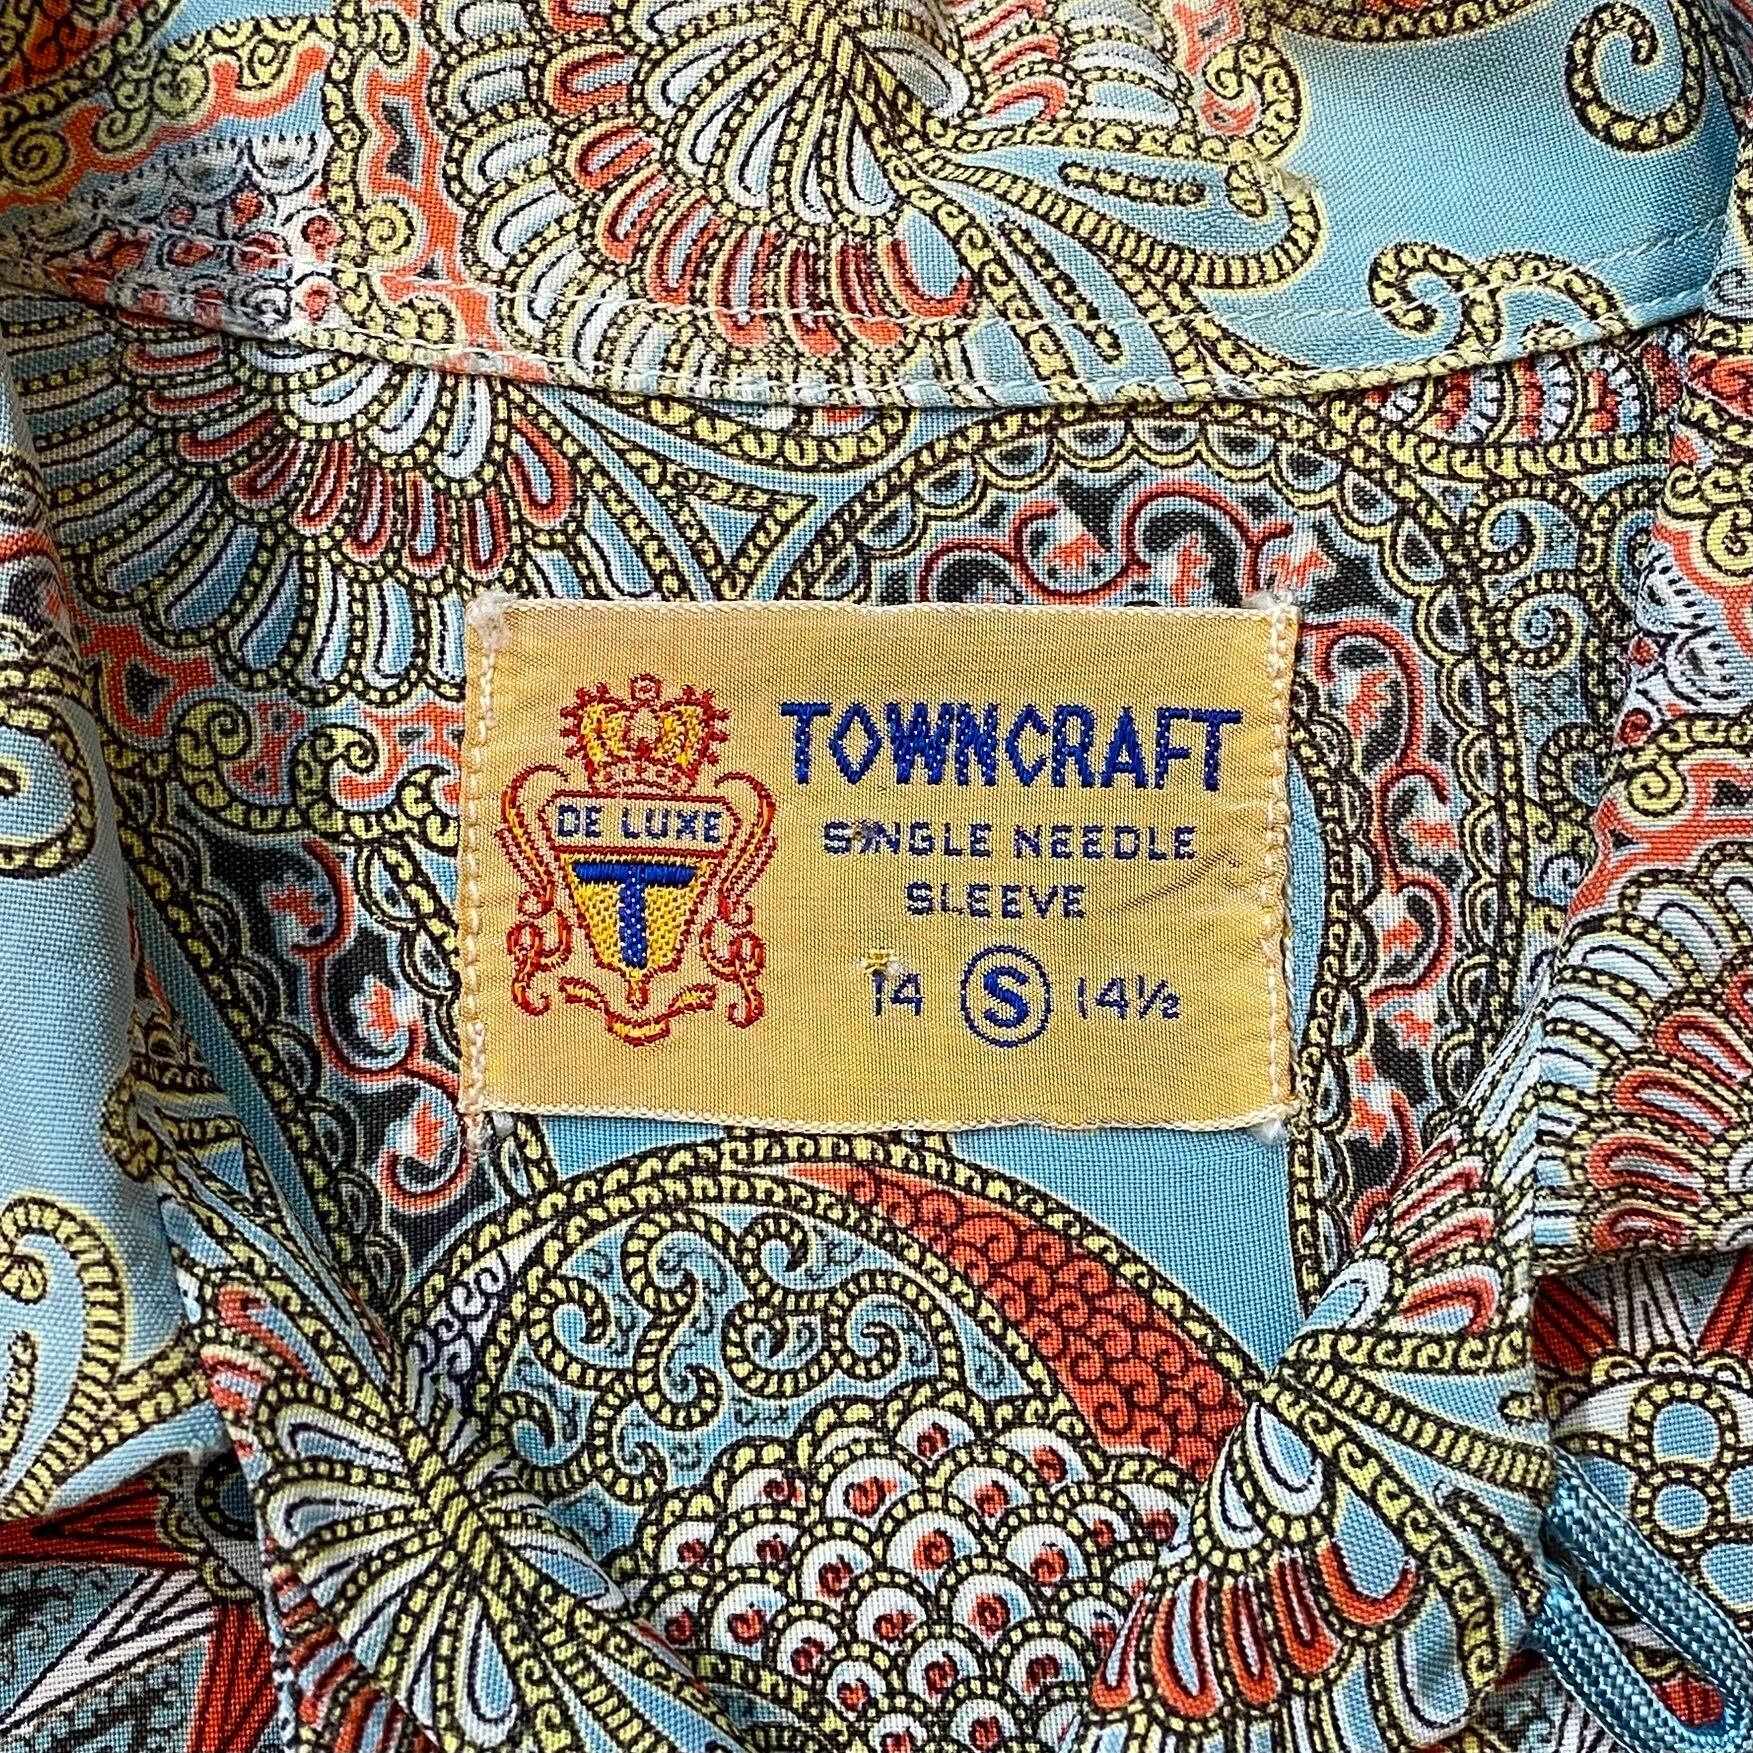 DE LUXE
T
TOWNCRAFT
SINGLE NEEDLE
SLEEVE
14 S 14½